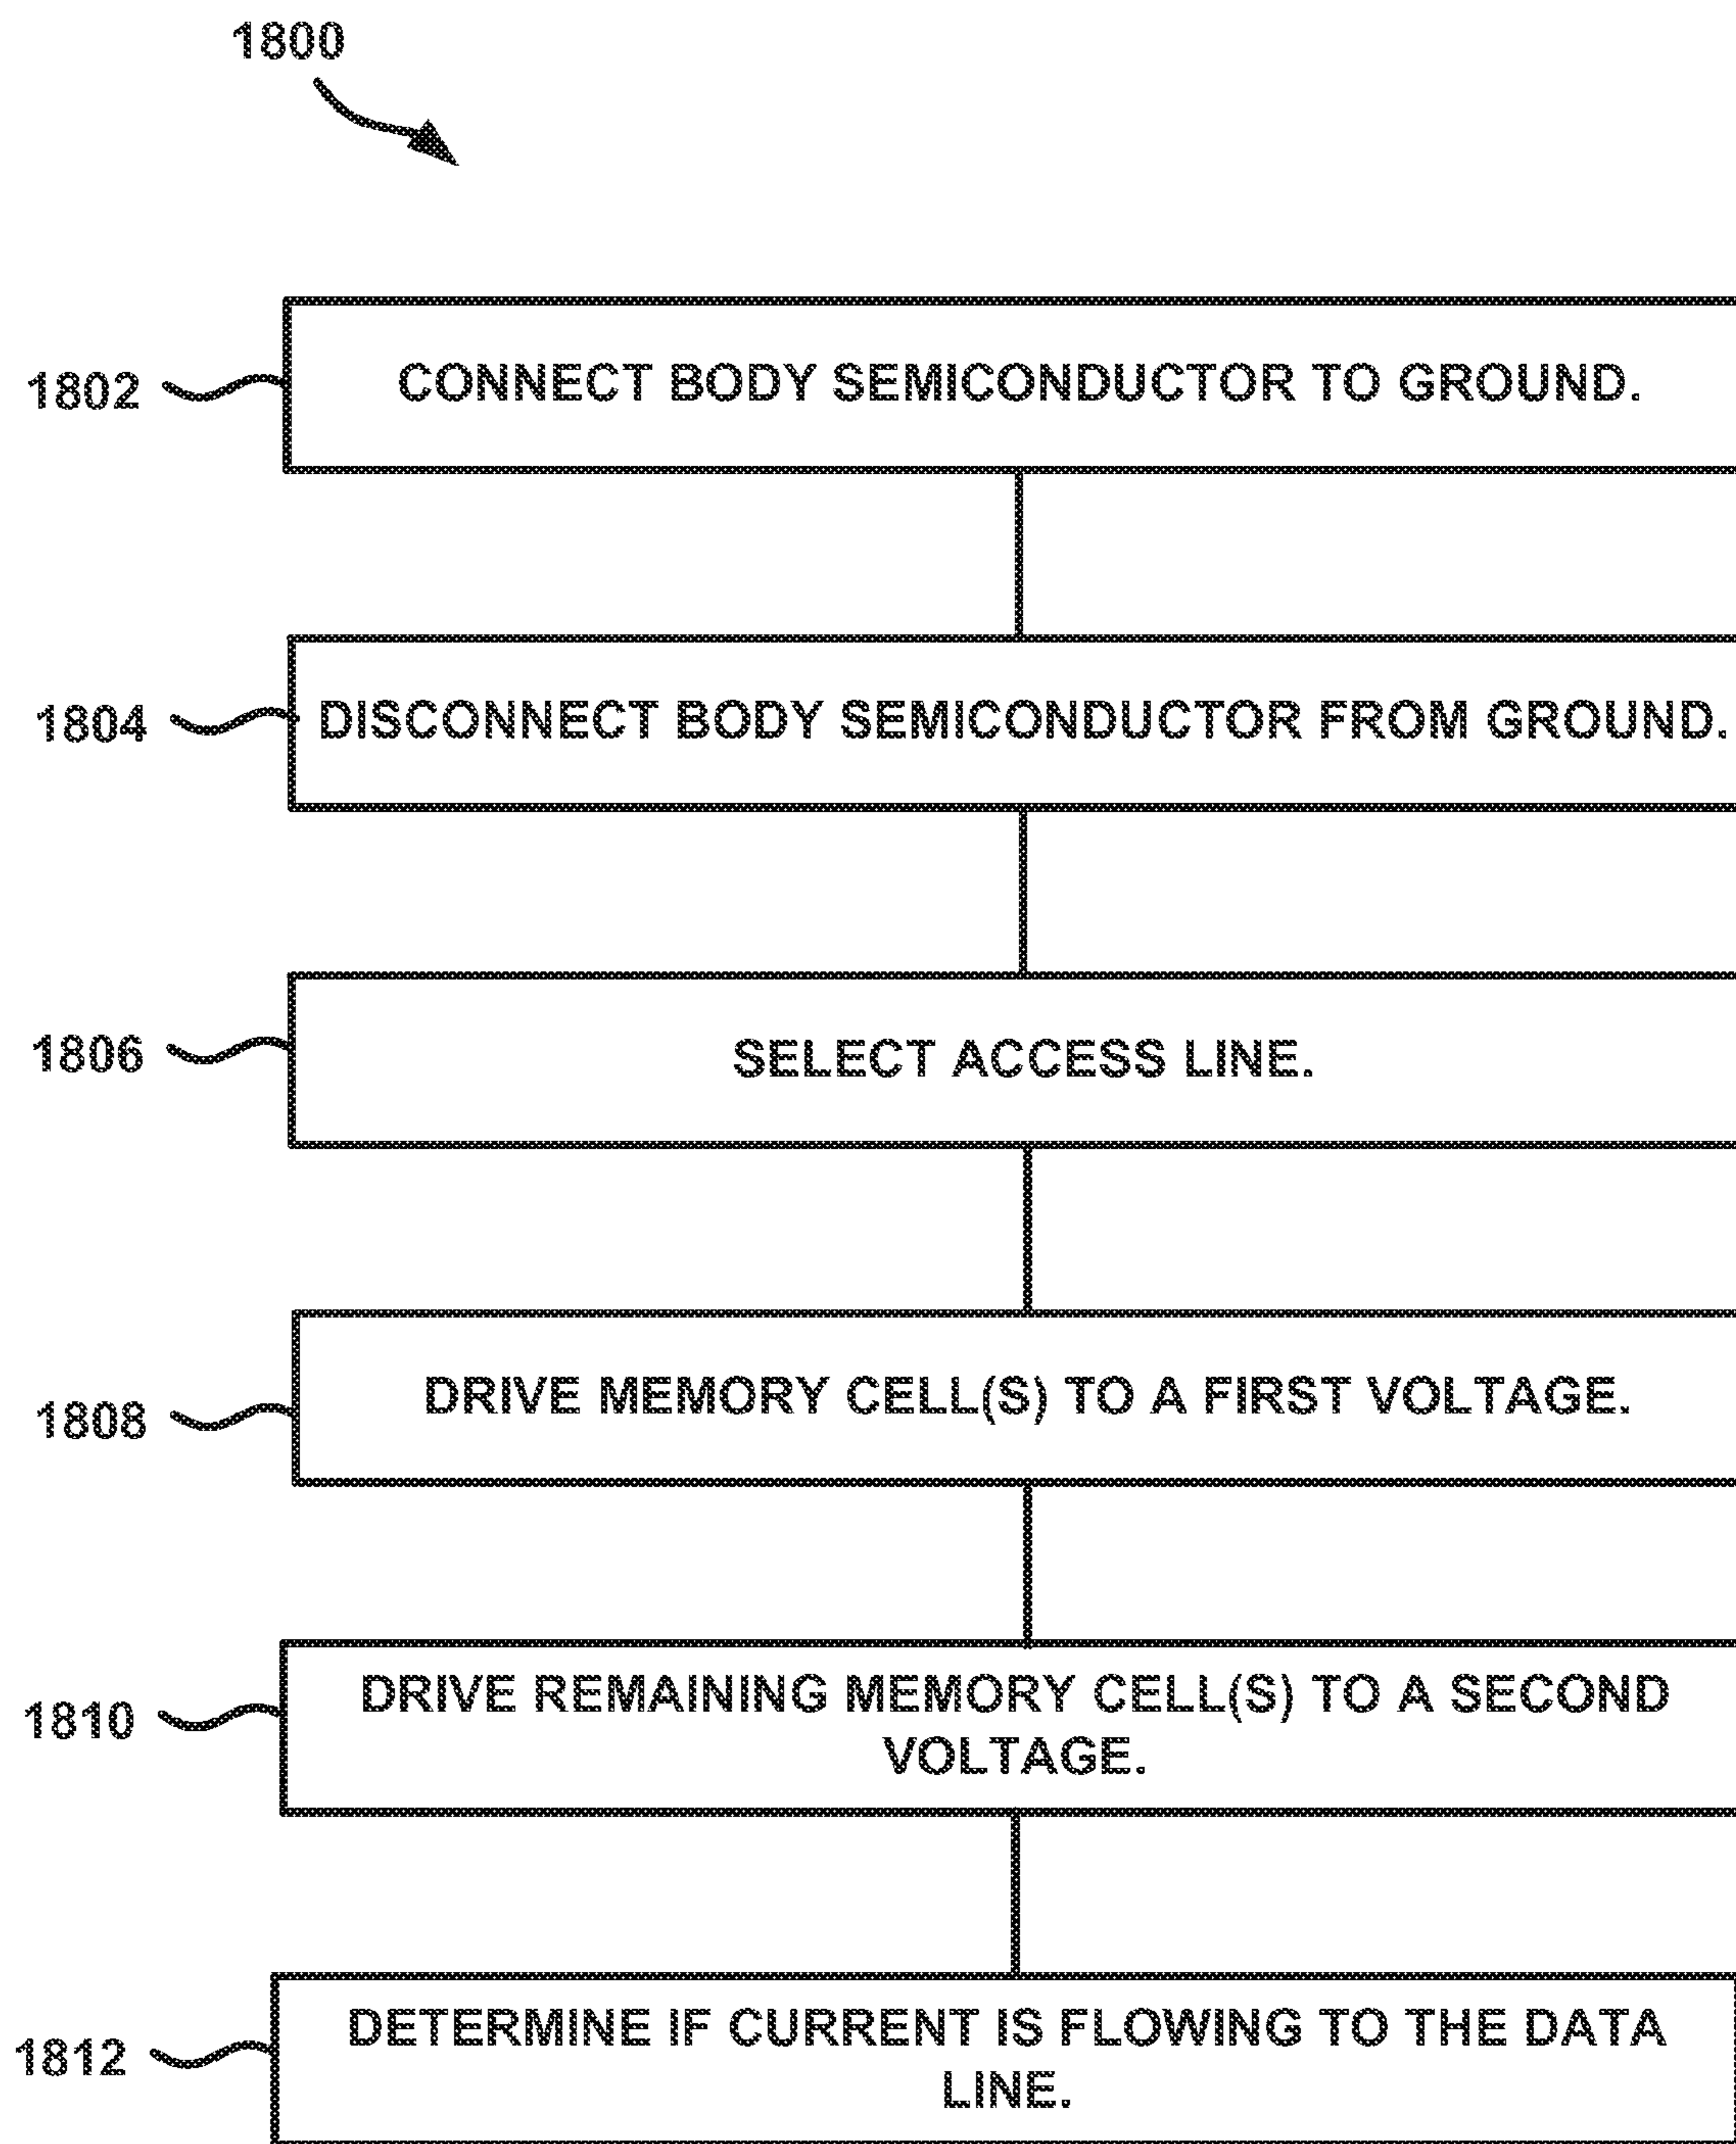 1800
1802
CONNECT BODY SEMICONDUCTOR TO GROUND.
1804
DISCONNECT BODY SEMICONDUCTOR FROM GROUND.
1806
SELECT ACCESS LINE.
1808
DRIVE MEMORY CELL(S) TO A FIRST VOLTAGE.
1810
DRIVE REMAINING MEMORY CELL(S) TO A SECOND
VOLTAGE.
1812
DETERMINE IF CURRENT IS FLOWING TO THE DATA
LINE.